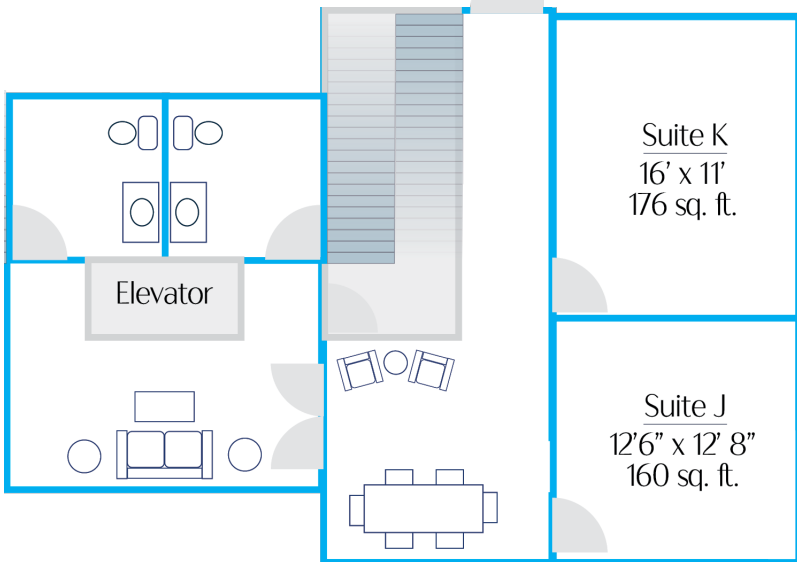 Suite K
16’ x 11’
176 sq. ft.
Elevator
Suite J
12’6” x 12’ 8”
160 sq. ft.